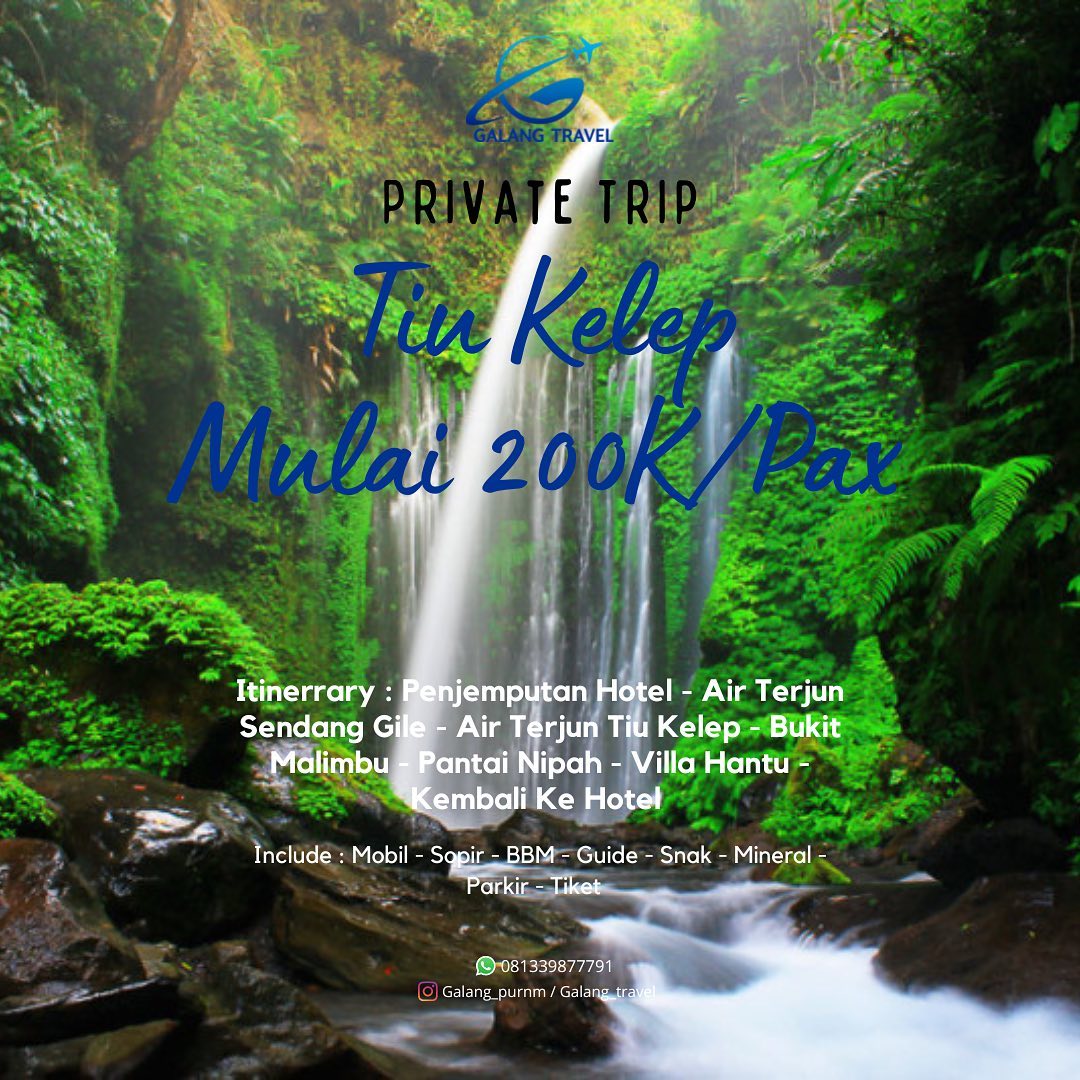 GALANG TRAVEL
PRIVATE TRIP
Tiu Kelep
Mulai 200K/Pax
Itinerrary : Penjemputan Hotel - Air Terjun
Sendang Gile - Air Terjun Tiu Kelep - Bukit
Malimbu - Pantai Nipah - Villa Hantu -
Kembali Ke Hotel
Include : Mobil - Sopir - BBM - Guide - Snak - Mineral -
Parkir - Tiket
081339877791
Galang_purnm / Galang_travel